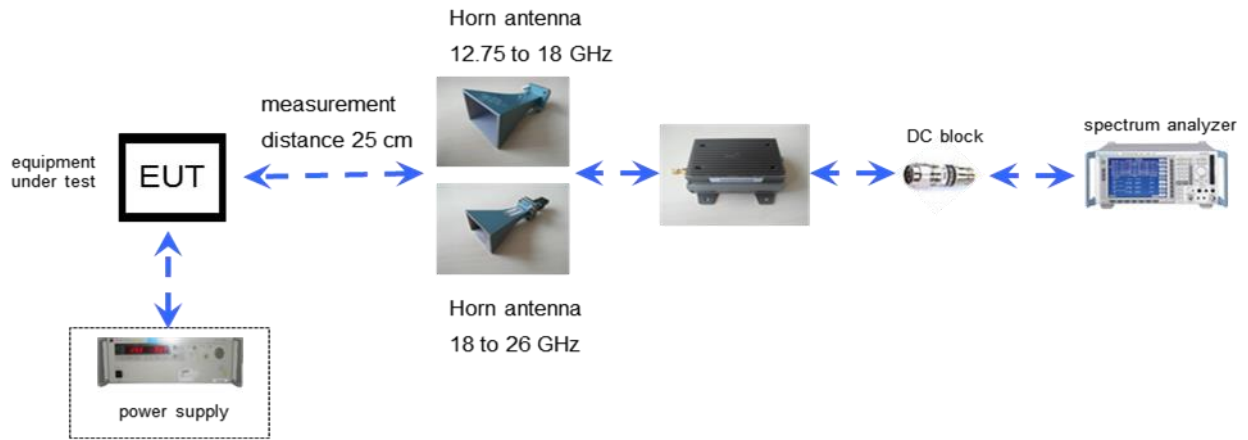 Horn antenna
12.75 to 18 GHz
measurement
distance 25 cm
equipment
under test
EUT
DC block
spectrum analyzer
Horn antenna
18 to 26 GHz
power supply